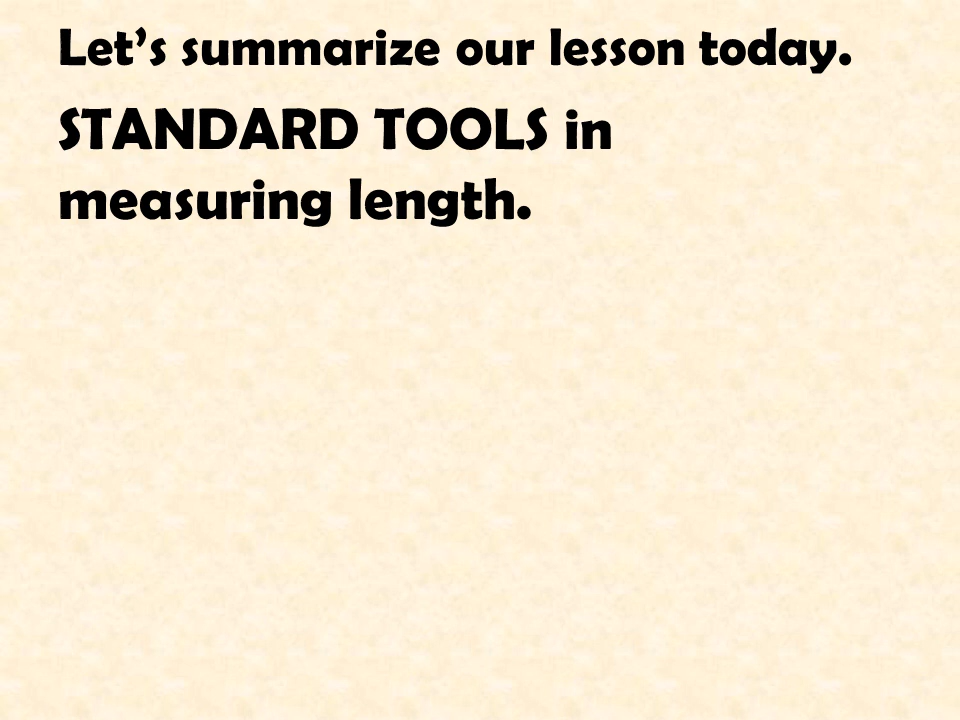 Let’s summarize our lesson today.
STANDARD TOOLS in
measuring length.